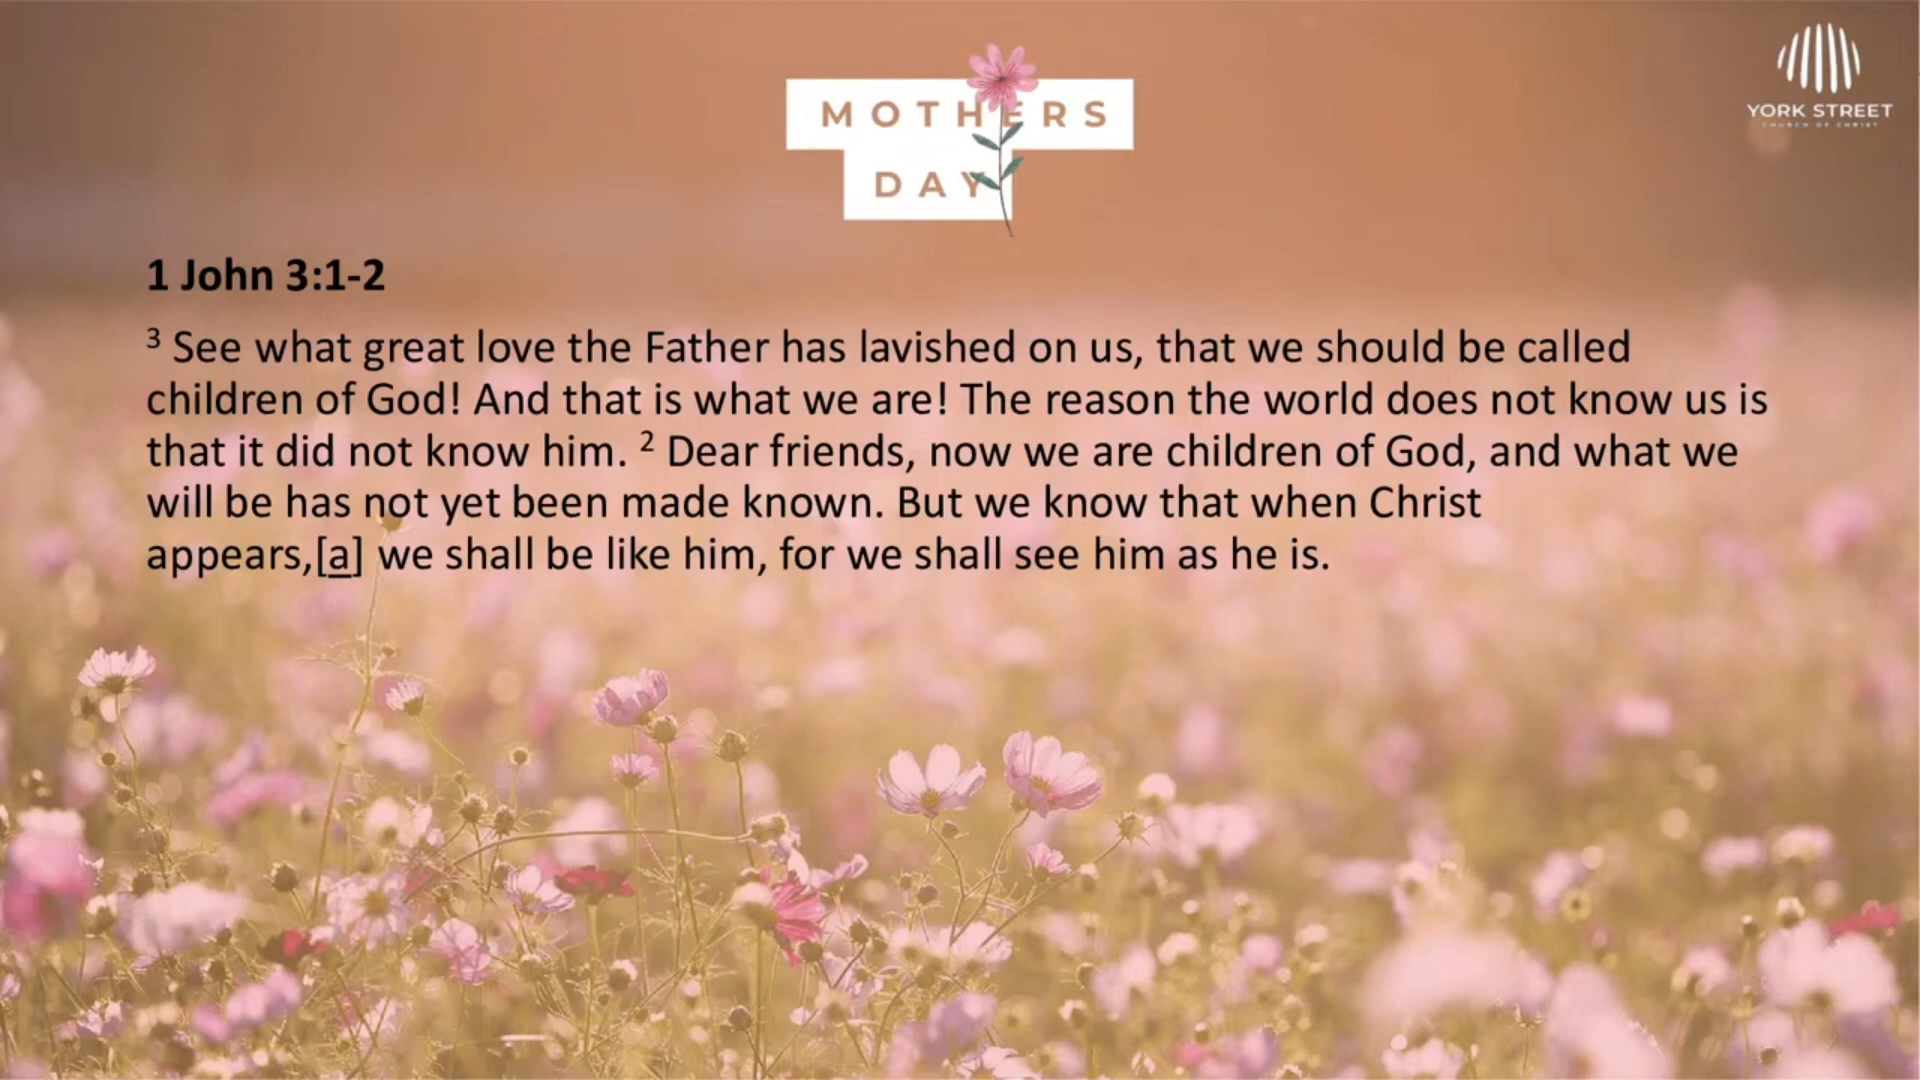 MOTHERS
DAY
YORK STREET
CHURCH OF CHRIST
1 John 3:1-2
3 See what great love the Father has lavished on us, that we should be called
children of God! And that is what we are! The reason the world does not know us is
that it did not know him. 2 Dear friends, now we are children of God, and what we
will be has not yet been made known. But we know that when Christ
appears,[a] we shall be like him, for we shall see him as he is.